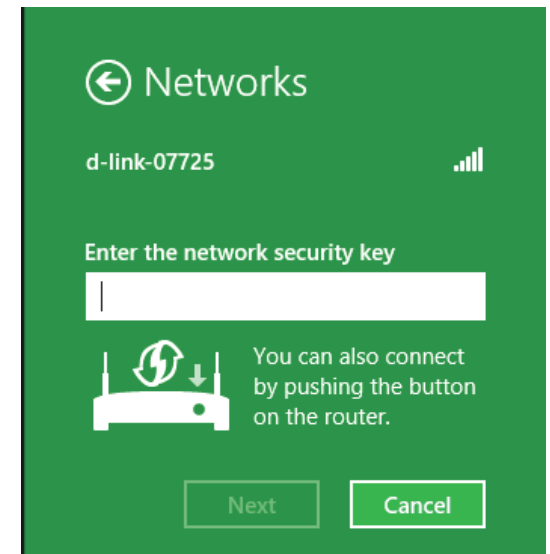 Networks
d-link-07725
Enter the network security key
You can also connect
by pushing the button
on the router.
Next
Cancel